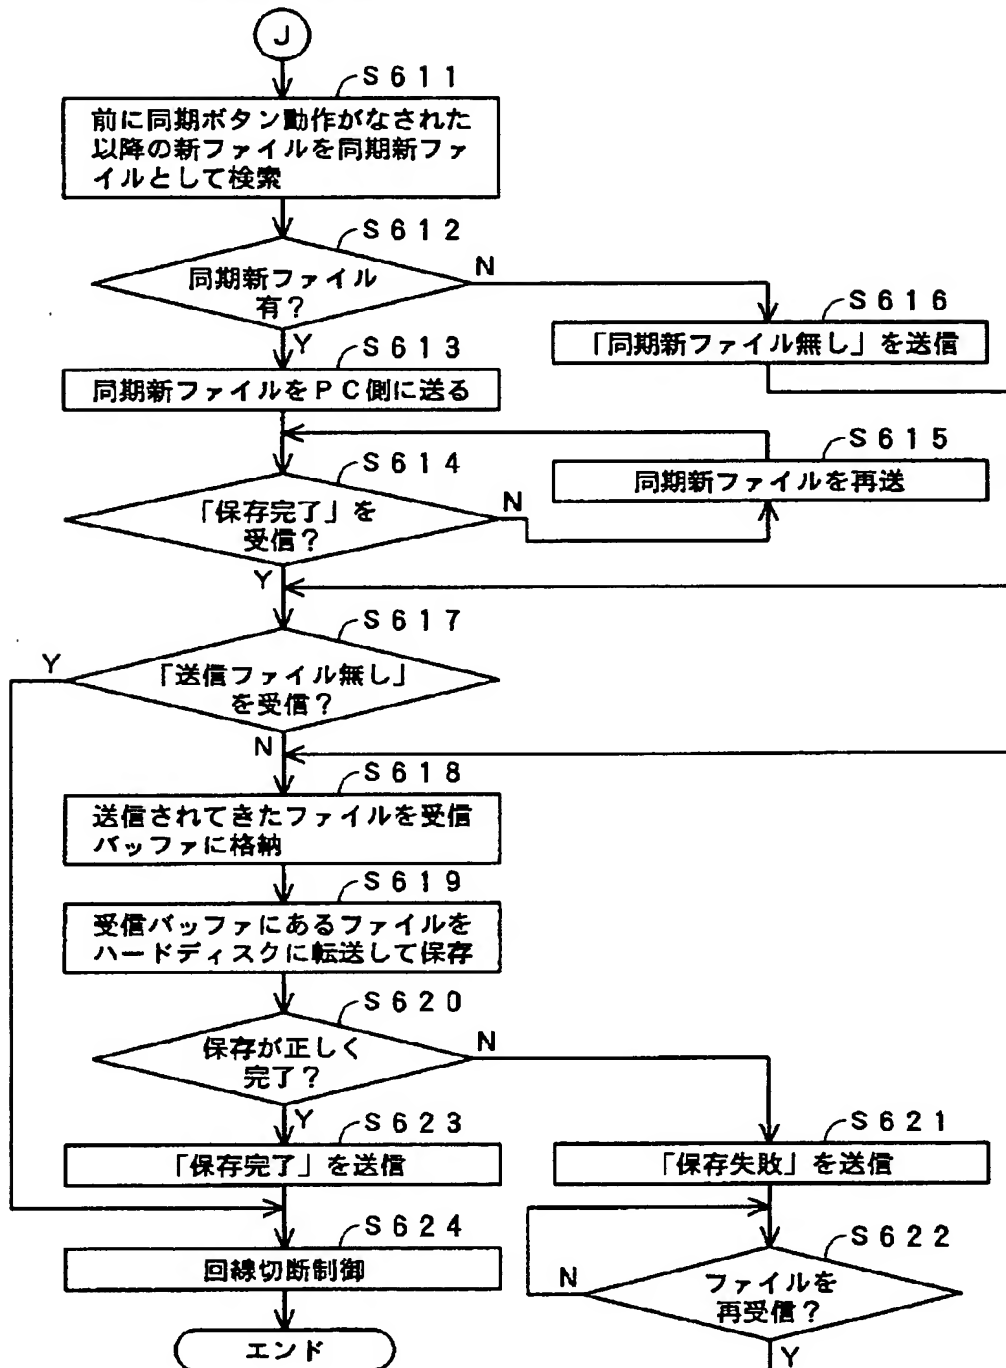 J
S611
前に同期ボタン動作がなされた
以降の新ファイルを同期新ファ
イルとして検索
S612
同期新ファイル
有?
N
Y
S616
「同期新ファイル無し」を送信
S613
同期新ファイルをPC側に送る
S615
同期新ファイルを再送
S614
「保存完了」を
受信?
N
Y
S617
「送信ファイル無し」
を受信?
Y
N
S618
送信されてきたファイルを受信
バッファに格納
S619
受信バッファにあるファイルを
ハードディスクに転送して保存
S620
保存が正しく
完了?
N
Y
S623
「保存完了」を送信
S621
「保存失敗」を送信
S624
回線切断制御
S622
ファイルを
再受信?
N
Y
エンド